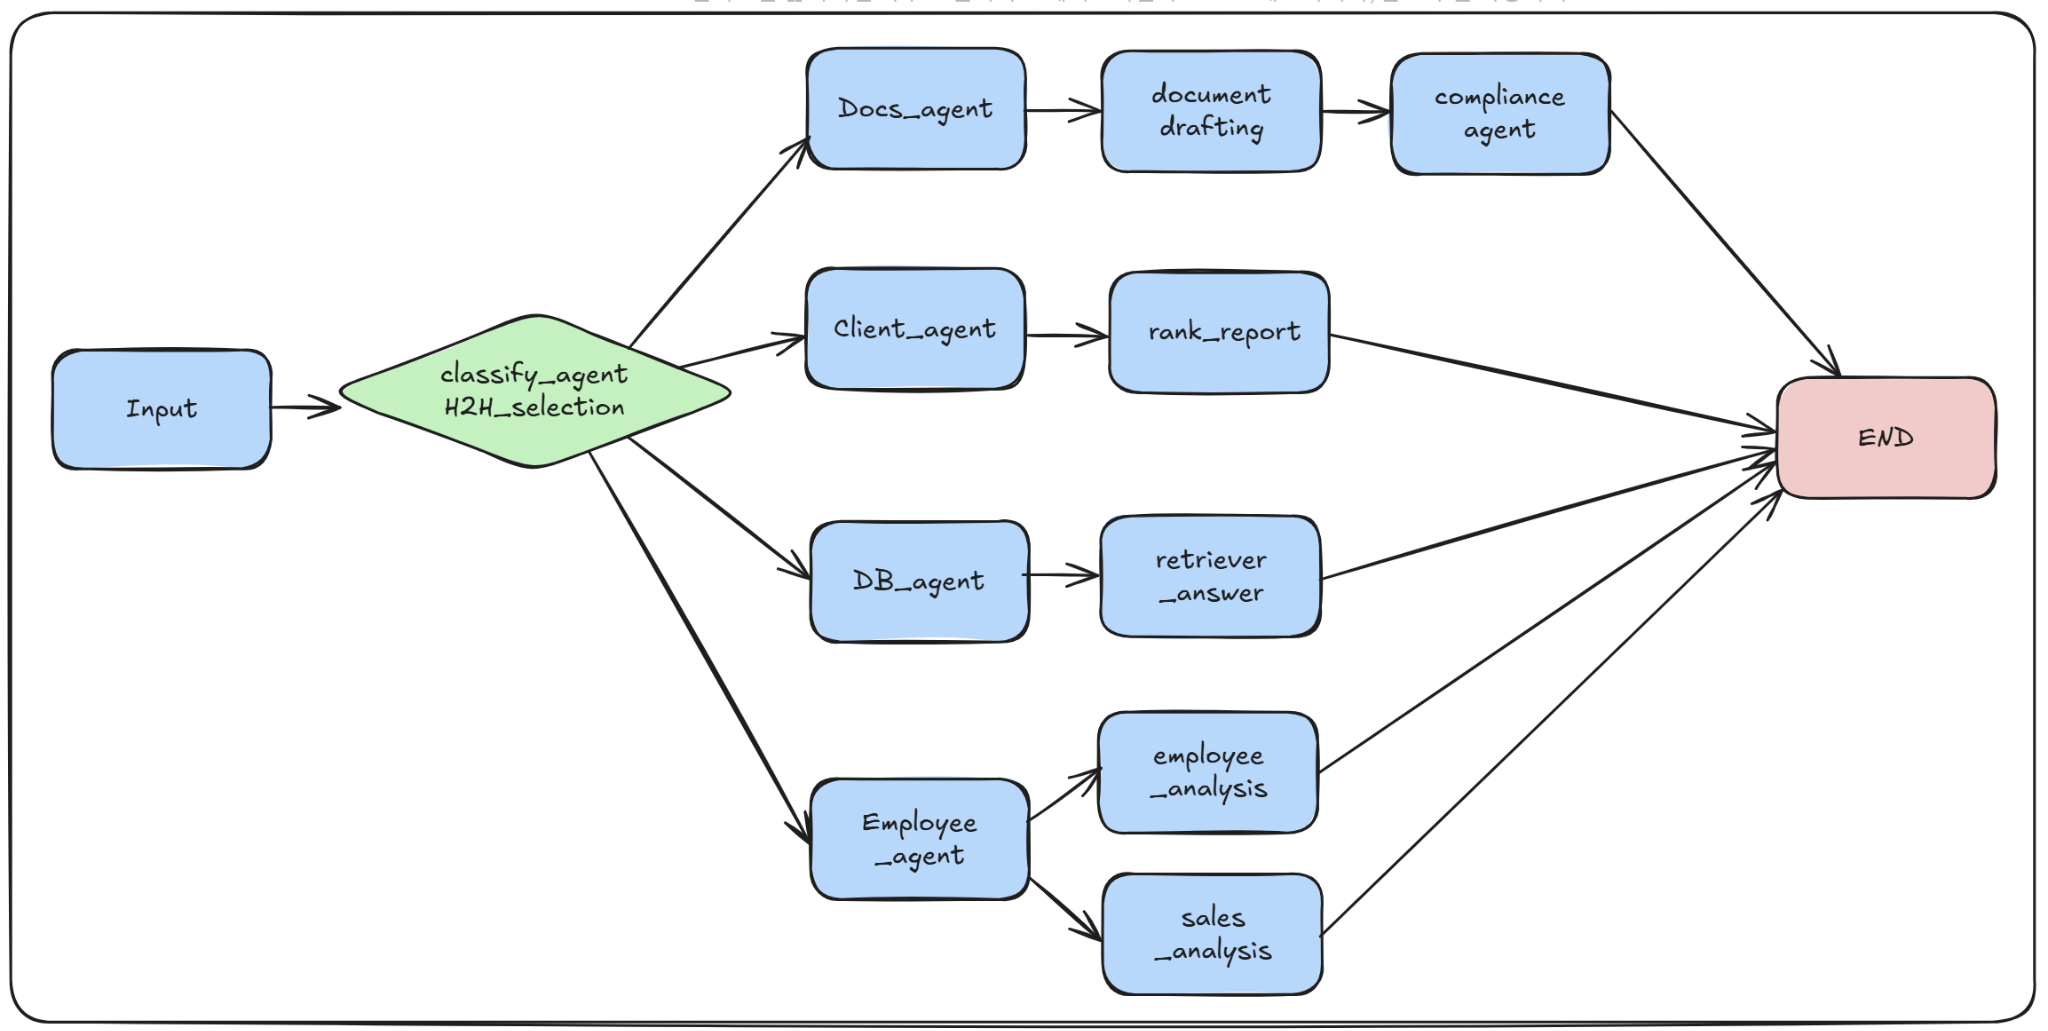 Docs_agent
document
drafting
compliance
agent
Client_agent
rank_report
Input
classify_agent
H2H_selection
END
DB_agent
retriever
_answer
employee
_analysis
Employee
_agent
sales
_analysis